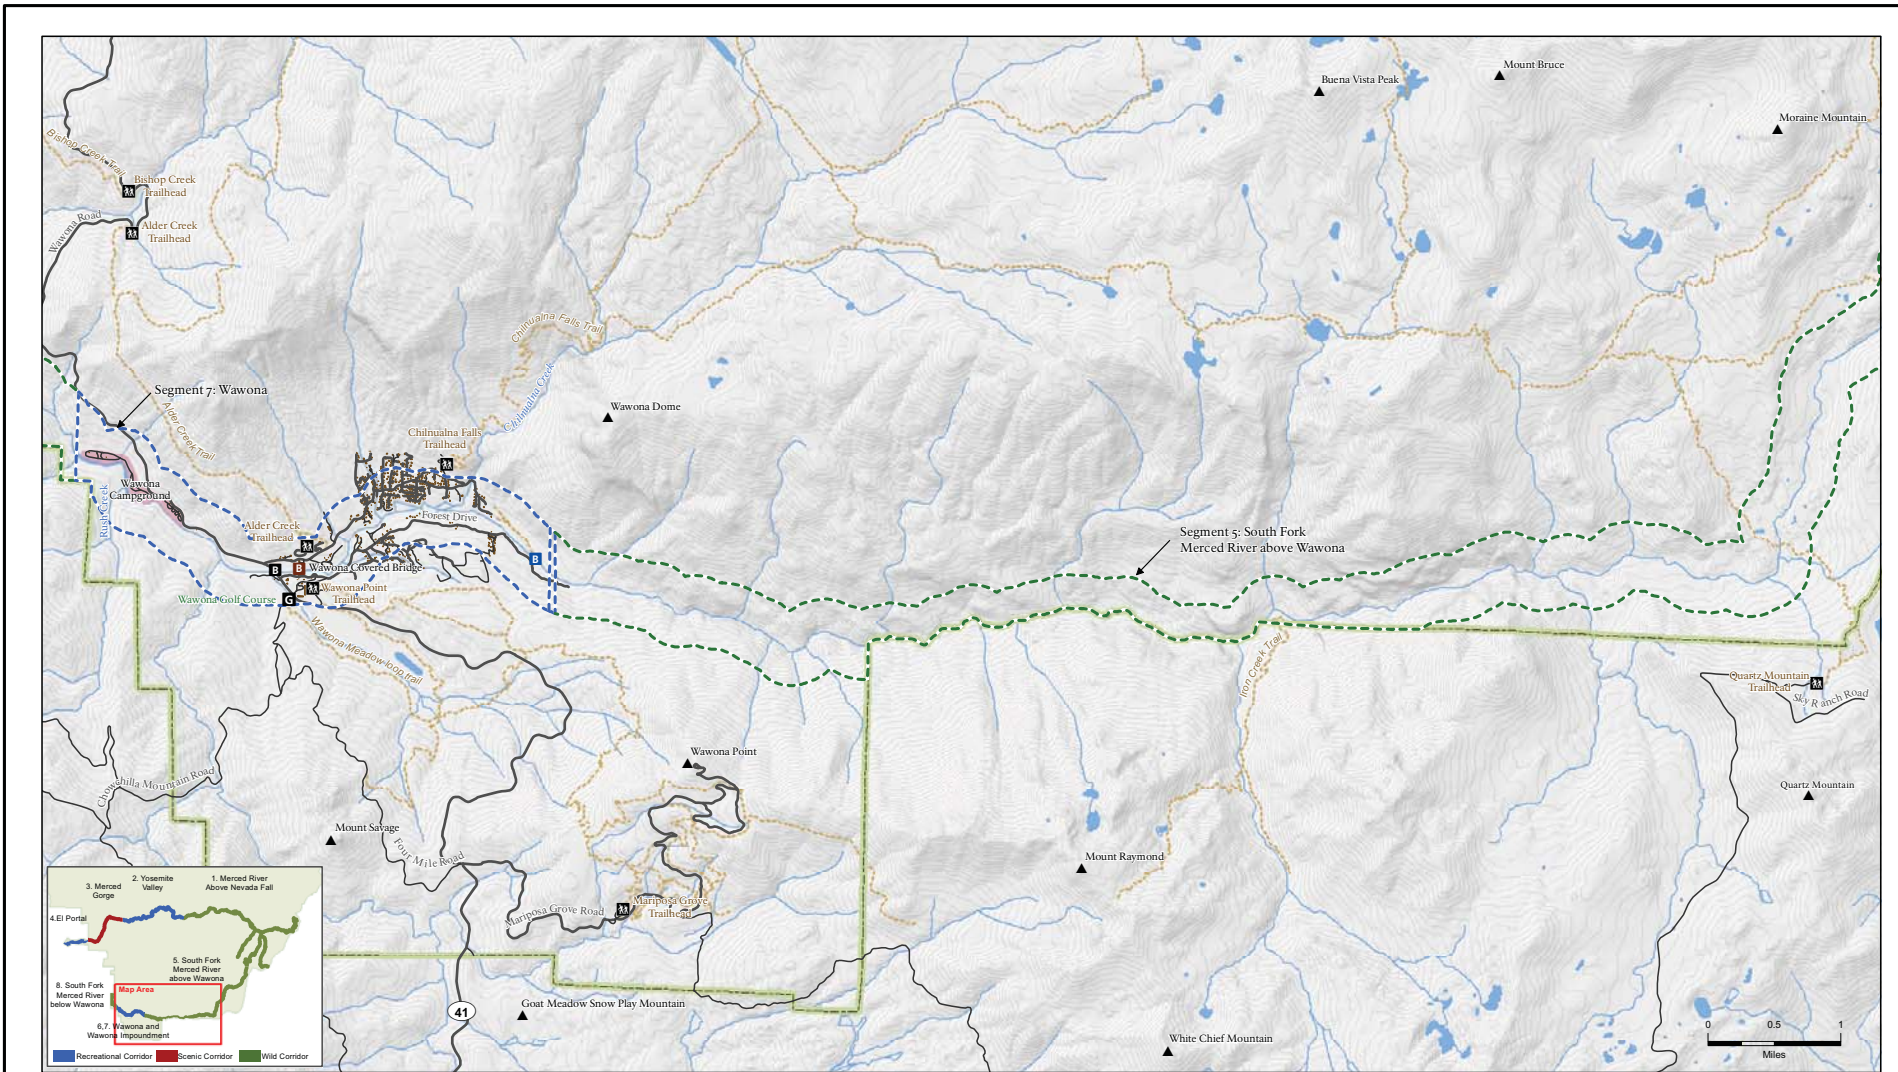 Mount Bruce
Buena Vista Peak
Moraine Mountain
Bishop Creek Trail
Bishop Creek
Trailhead
Wawona Road
Alder Creek
Trailhead
Chilnualna Falls Trail
Chilnualna Creek
Segment 7: Wawona
Alder Creek Trail
Wawona Dome
Chilnualna Falls
Trailhead
Wawona
Campground
Rush Creek
Forest Drive
Alder Creek
Trailhead
B
B
B
Wawona Covered Bridge
Segment 5: South Fork
Merced River above Wawona
Wawona Point
Trailhead
Wawona Golf Course
G
Wawona Meadow loop trail
Iron Creek Trail
Quartz Mountain
Trailhead
Sky Ranch Road
Wawona Point
Chowchilla Mountain Road
Quartz Mountain
Mount Savage
Four Mile Road
Mount Raymond
Mariposa Grove
Trailhead
Mariposa Grove Road
Goat Meadow Snow Play Mountain
41
White Chief Mountain
0 0.5 1
Miles
1. Merced River
Above Nevada Fall
2. Yosemite
Valley
3. Merced
Gorge
4.El Portal
5. South Fork
Merced River
above Wawona
8. South Fork
Merced River
below Wawona
Map Area
6,7. Wawona and
Wawona Impoundment
Recreational Corridor Scenic Corridor Wild Corridor